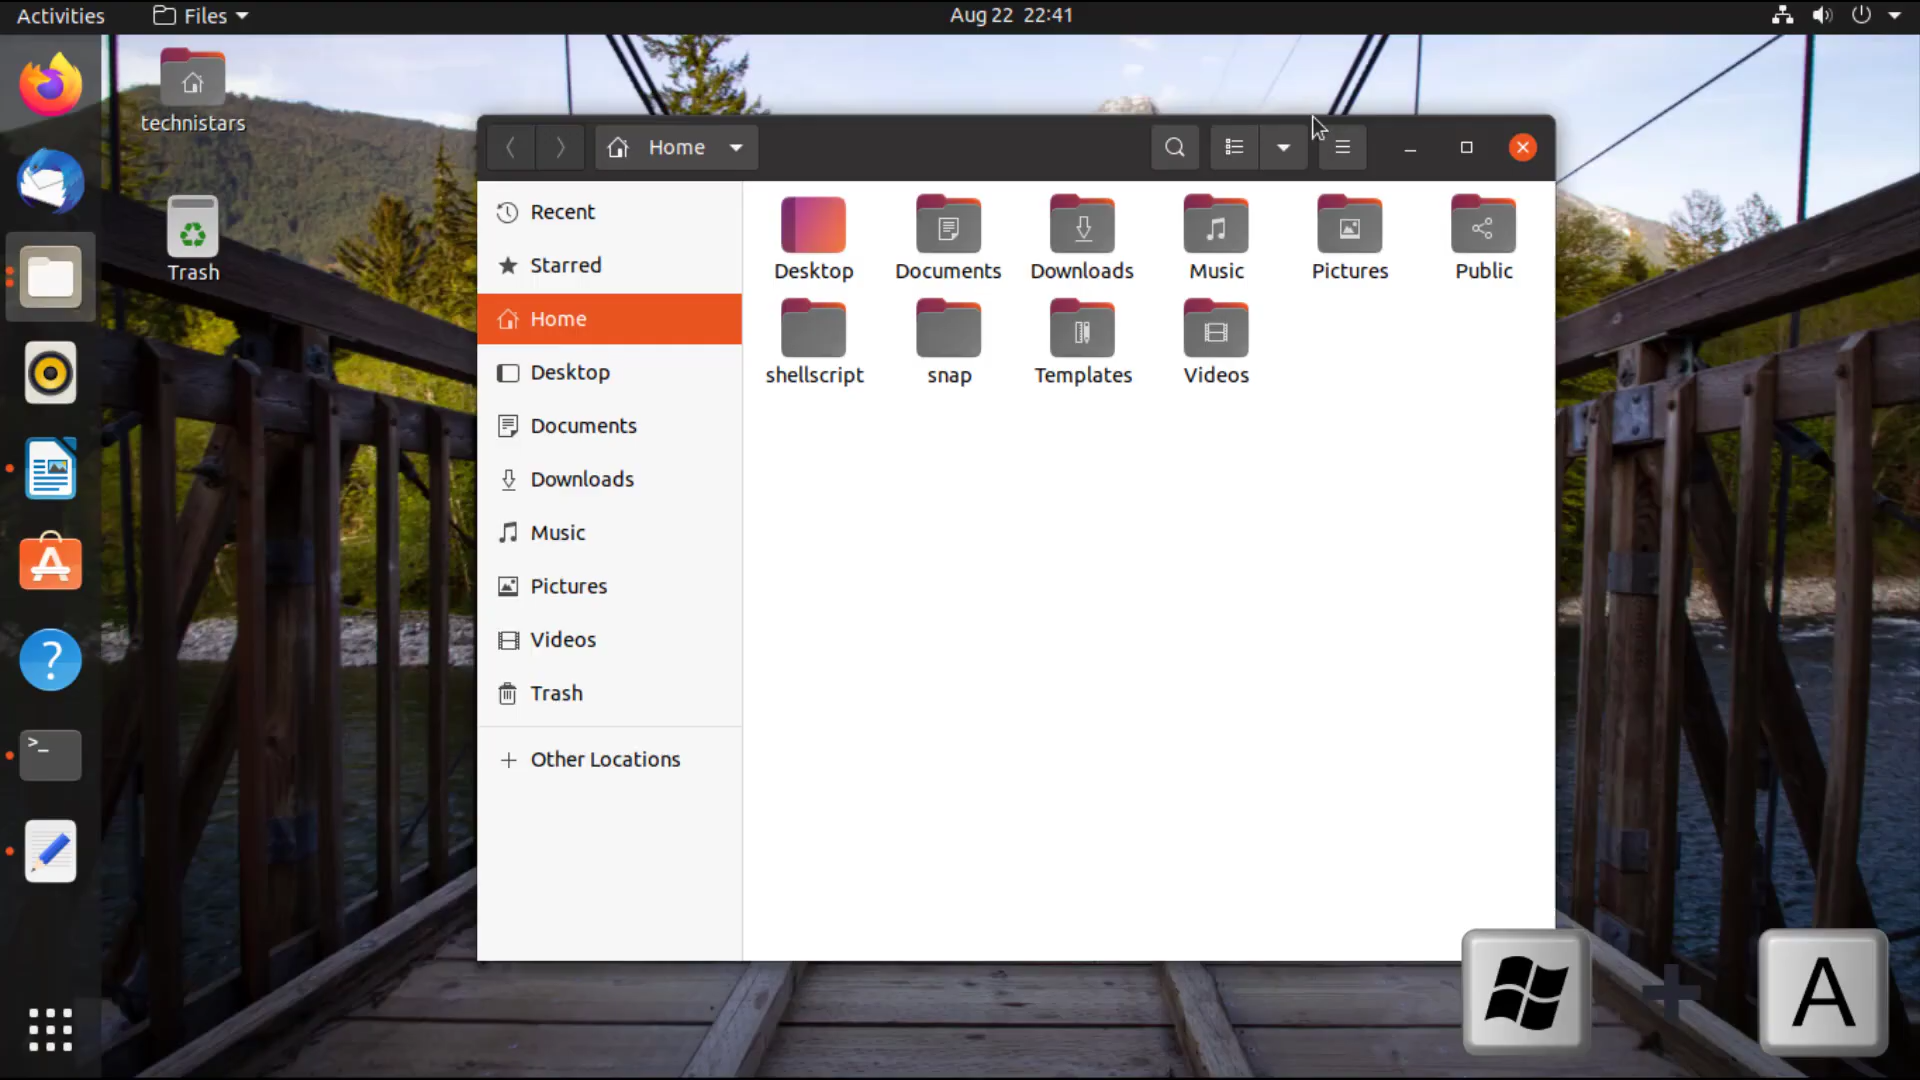 Activities
Files
Aug 22 22:41
technistars
Trash
Home
Recent
Starred
Home
Desktop
Documents
Downloads
Music
Pictures
Videos
Trash
Other Locations
Desktop
Documents
Downloads
Music
Pictures
Public
shellscript
snap
Templates
Videos
>_
?
+
A